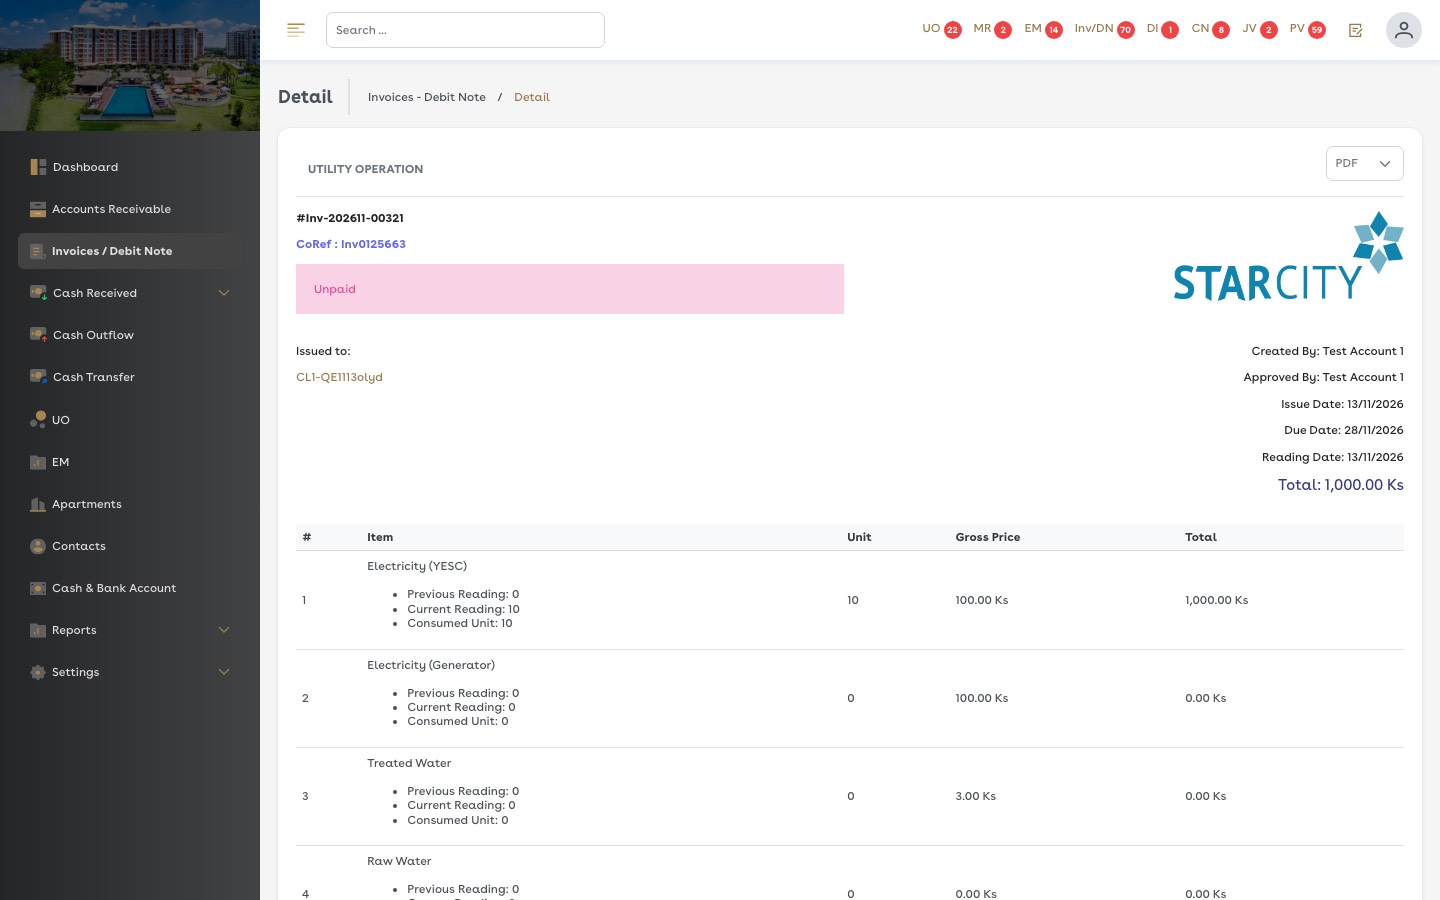 Search ...
UO 22 MR 2 EM 14 Inv/DN 70 DI 1 CN 8 JV 2 PV 59
Detail
Invoices - Debit Note / Detail
Dashboard
Accounts Receivable
Invoices / Debit Note
Cash Received
Cash Outflow
Cash Transfer
UO
EM
Apartments
Contacts
Cash & Bank Account
Reports
Settings
UTILITY OPERATION
PDF
#Inv-202611-00321
CoRef : Inv0125663
Unpaid
STARCITY
Issued to:
CL1-QE1113olyd
Created By: Test Account 1
Approved By: Test Account 1
Issue Date: 13/11/2026
Due Date: 28/11/2026
Reading Date: 13/11/2026
Total: 1,000.00 Ks
# Item Unit Gross Price Total
Electricity (YESC)
1 10 100.00 Ks 1,000.00 Ks
• Previous Reading: 0
• Current Reading: 10
• Consumed Unit: 10
Electricity (Generator)
2 0 100.00 Ks 0.00 Ks
• Previous Reading: 0
• Current Reading: 0
• Consumed Unit: 0
Treated Water
3 0 3.00 Ks 0.00 Ks
• Previous Reading: 0
• Current Reading: 0
• Consumed Unit: 0
Raw Water
4 0 0.00 Ks 0.00 Ks
• Previous Reading: 0